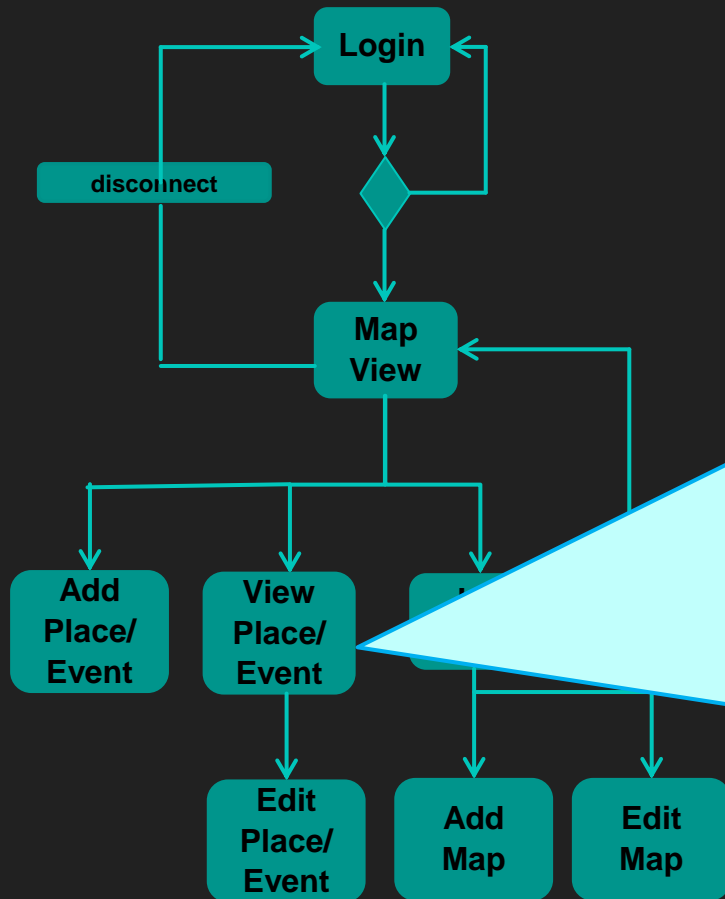 Login
disconnect
Map
View
Add
Place/
Event
View
Place/
Event
Edit
Place/
Event
Add
Map
Edit
Map